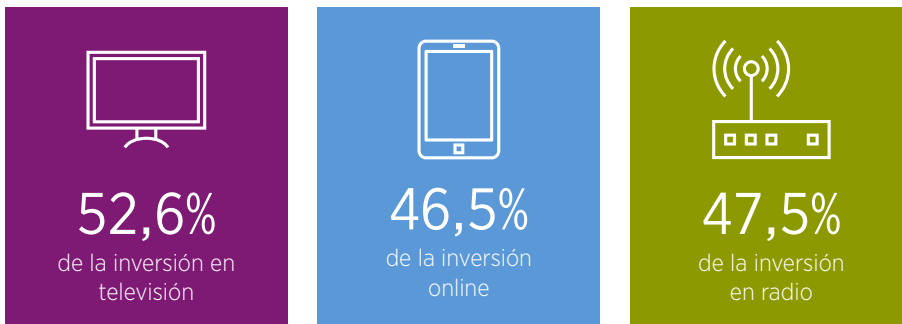 52,6%
de la inversión en
televisión
46,5%
de la inversión
online
47,5%
de la inversión
en radio